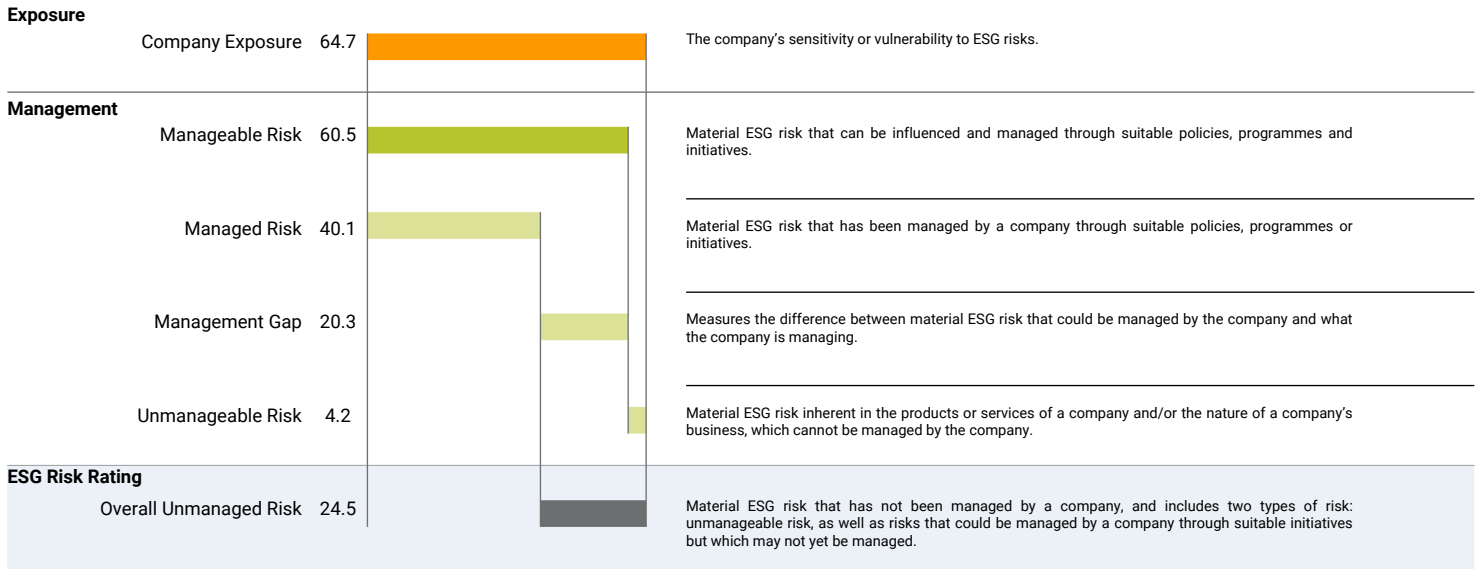 Exposure
Company Exposure 64.7
The company's sensitivity or vulnerability to ESG risks.
Management
Manageable Risk 60.5
Material ESG risk that can be influenced and managed through suitable policies, programmes and
initiatives.
Managed Risk 40.1
Material ESG risk that has been managed by a company through suitable policies, programmes or
initiatives.
Management Gap 20.3
Measures the difference between material ESG risk that could be managed by the company and what
the company is managing.
Unmanageable Risk 4.2
Material ESG risk inherent in the products or services of a company and/or the nature of a company's
business, which cannot be managed by the company.
ESG Risk Rating
Overall Unmanaged Risk 24.5
Material ESG risk that has not been managed by a company, and includes two types of risk:
unmanageable risk, as well as risks that could be managed by a company through suitable initiatives
but which may not yet be managed.